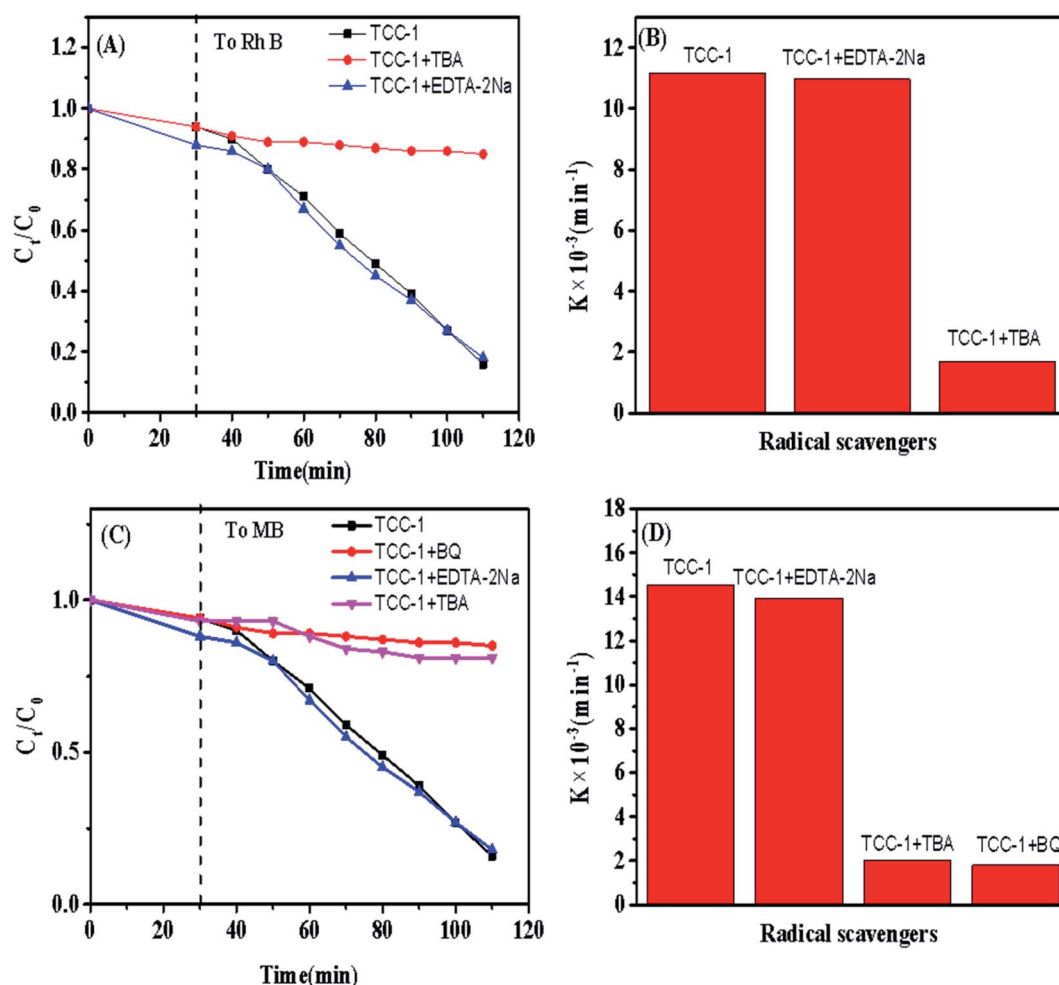 (A)
To Rh B
TCC-1
TCC-1+TBA
TCC-1+EDTA-2Na
1.2
1.0
0.8
0.6
0.4
0.2
0.0
Cₜ/C₀
0 20 40 60 80 100 120
Time(min)
(B)
TCC-1
TCC-1+EDTA-2Na
TCC-1+TBA
12
10
8
6
4
2
0
K×10⁻³(min⁻¹)
Radical scavengers
(C)
To MB
TCC-1
TCC-1+BQ
TCC-1+EDTA-2Na
TCC-1+TBA
1.0
0.5
0.0
Cₜ/C₀
0 20 40 60 80 100 120
Time(min)
(D)
TCC-1
TCC-1+EDTA-2Na
TCC-1+TBA
TCC-1+BQ
18
16
14
12
10
8
6
4
2
0
K×10⁻³(min⁻¹)
Radical scavengers